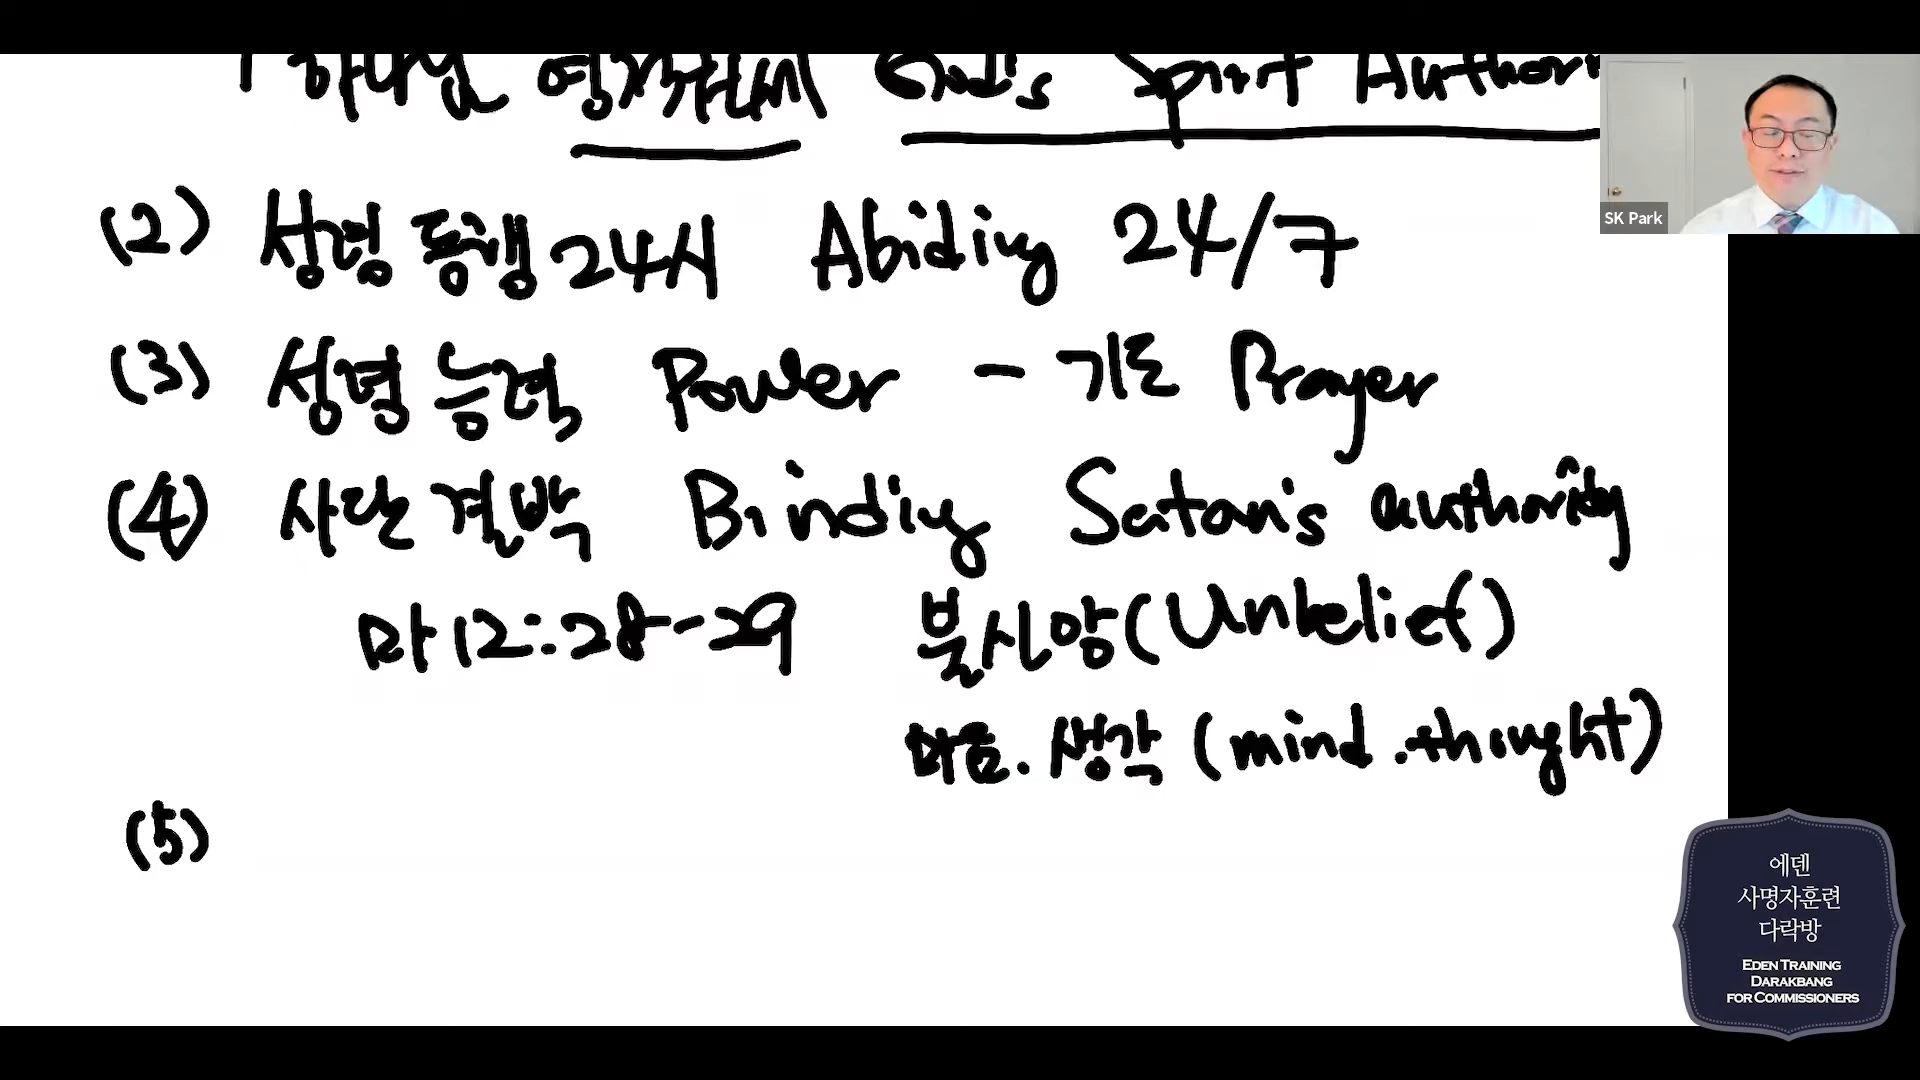 하나님 영적권세 God's Spirit
SK Park
(2) 성령 동행 24시 Abiding 24/7
(3) 성령 능력 Power - 기도 Prayer
(4) 사단 결박 Binding Satan's authority
마 12:28-29 불신앙 (Unbelief)
마음. 생각 (mind. thought)
(5)
에덴
사명자훈련
다락방
EDEN TRAINING
DARAKBANG
FOR COMMISSIONERS